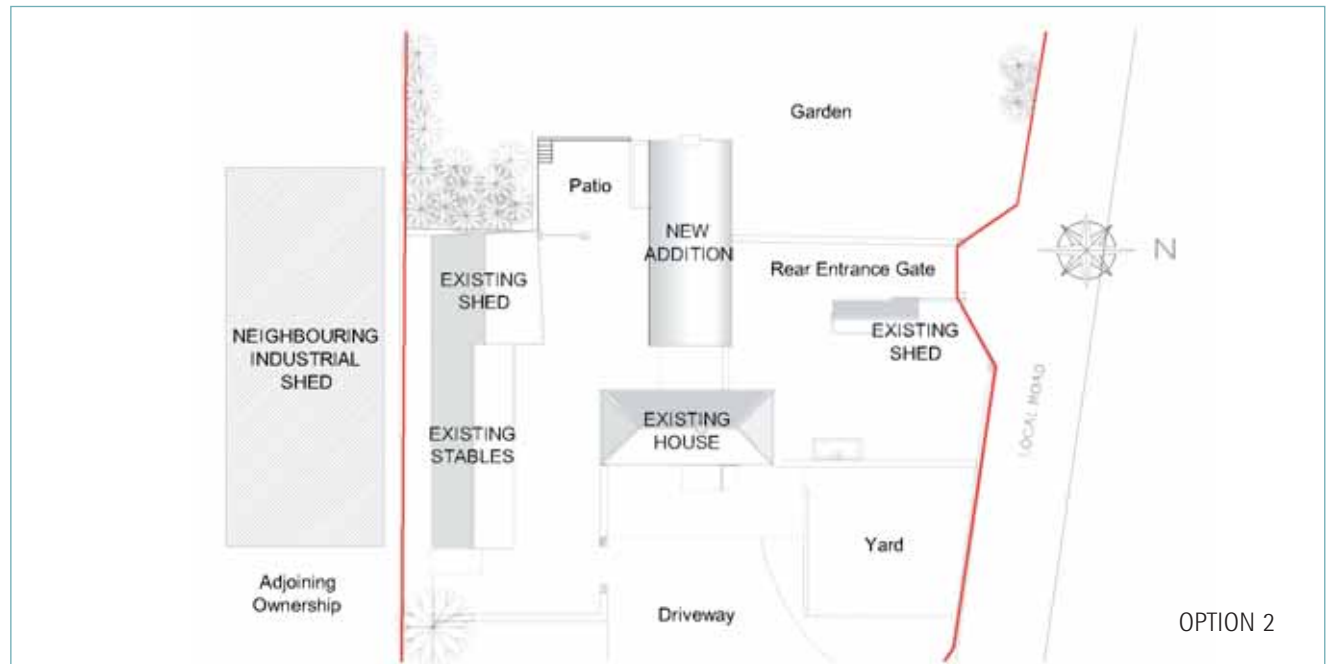 Garden
Patio
NEW
ADDITION
N
Rear Entrance Gate
EXISTING
SHED
EXISTING
SHED
NEIGHBOURING
INDUSTRIAL
SHED
LOCAL ROAD
EXISTING
HOUSE
EXISTING
STABLES
Yard
Adjoining
Ownership
Driveway
OPTION 2